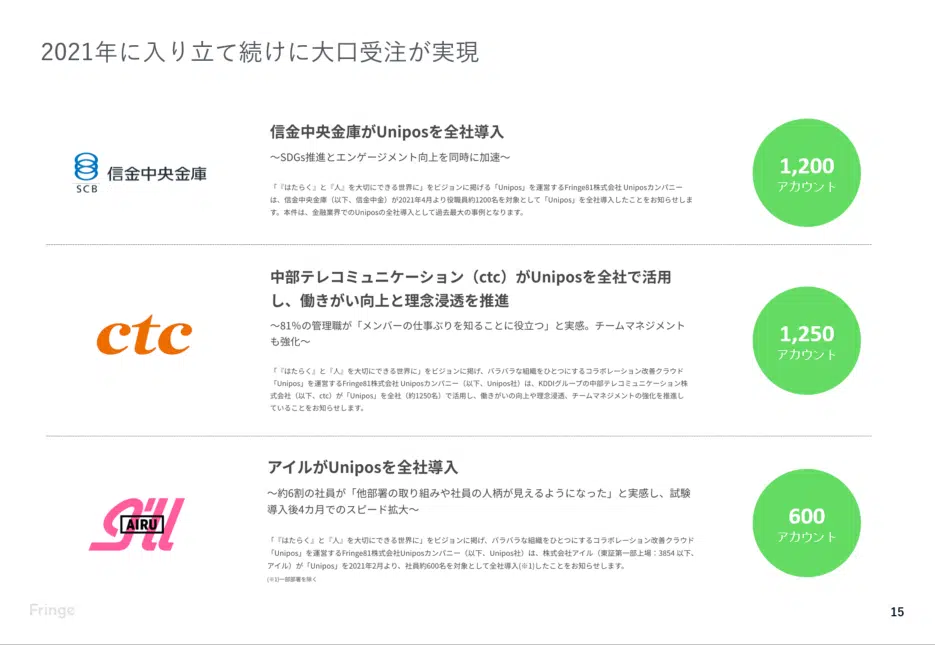 2021年に入り立て続けに大口受注が実現
SCB
信金中央金庫
信金中央金庫がUniposを全社導入
〜SDGs推進とエンゲージメント向上を同時に加速〜
「『はたらく』と『人』を大切にできる世界に」をビジョンに掲げる「Unipos」を運営するFringe81株式会社 Uniposカンパニー
は、信金中央金庫（以下、信金中金）が2021年4月より役職員約1200名を対象として「Unipos」を全社導入したことをお知らせしま
す。本件は、金融業界でのUniposの全社導入として過去最大の事例となります。
1,200
アカウント
ctc
中部テレコミュニケーション（ctc）がUniposを全社で活用
し、働きがい向上と理念浸透を推進
〜81％の管理職が「メンバーの仕事ぶりを知ることに役立つ」と実感。チームマネジメント
も強化〜
「『はたらく』と『人』を大切にできる世界に」をビジョンに掲げ、バラバラな組織をひとつにするコラボレーション改善クラウド
「Unipos」を運営するFringe81株式会社 Uniposカンパニー（以下、Unipos社）は、KDDIグループの中部テレコミュニケーション株
式会社（以下、ctc）が「Unipos」を全社（約1250名）で活用し、働きがいの向上や理念浸透、チームマネジメントの強化を推進し
ていることをお知らせします。
1,250
アカウント
AIRU
アイルがUniposを全社導入
〜約6割の社員が「他部署の取り組みや社員の人柄が見えるようになった」と実感し、試験
導入後4カ月でのスピード拡大〜
「『はたらく』と『人』を大切にできる世界に」をビジョンに掲げ、バラバラな組織をひとつにするコラボレーション改善クラウド
「Unipos」を運営するFringe81株式会社Uniposカンパニー（以下、Unipos社）は、株式会社アイル（東証第一部上場：3854 以下、
アイル）が「Unipos」を2021年2月より、社員約600名を対象として全社導入(※1)したことをお知らせします。
(※1)一部部署を除く
600
アカウント
Fringe
15